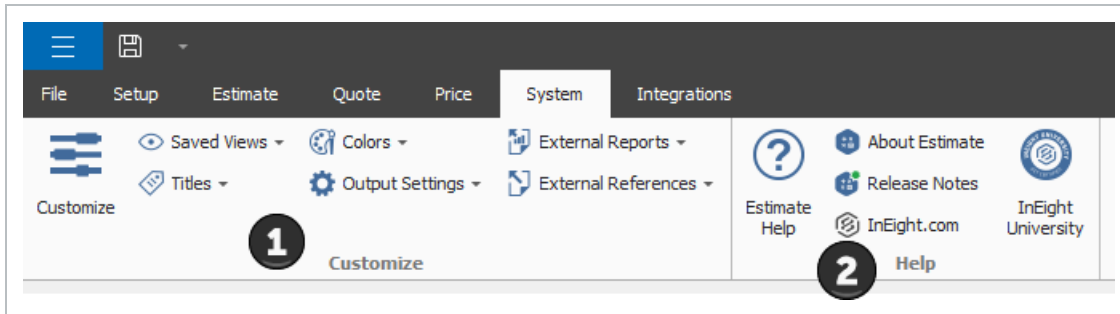 File Setup Estimate Quote Price System Integrations
Customize
Saved Views
Titles
Colors
Output Settings
External Reports
External References
1
Customize
Estimate
Help
About Estimate
Release Notes
InEight.com
InEight
University
2
Help